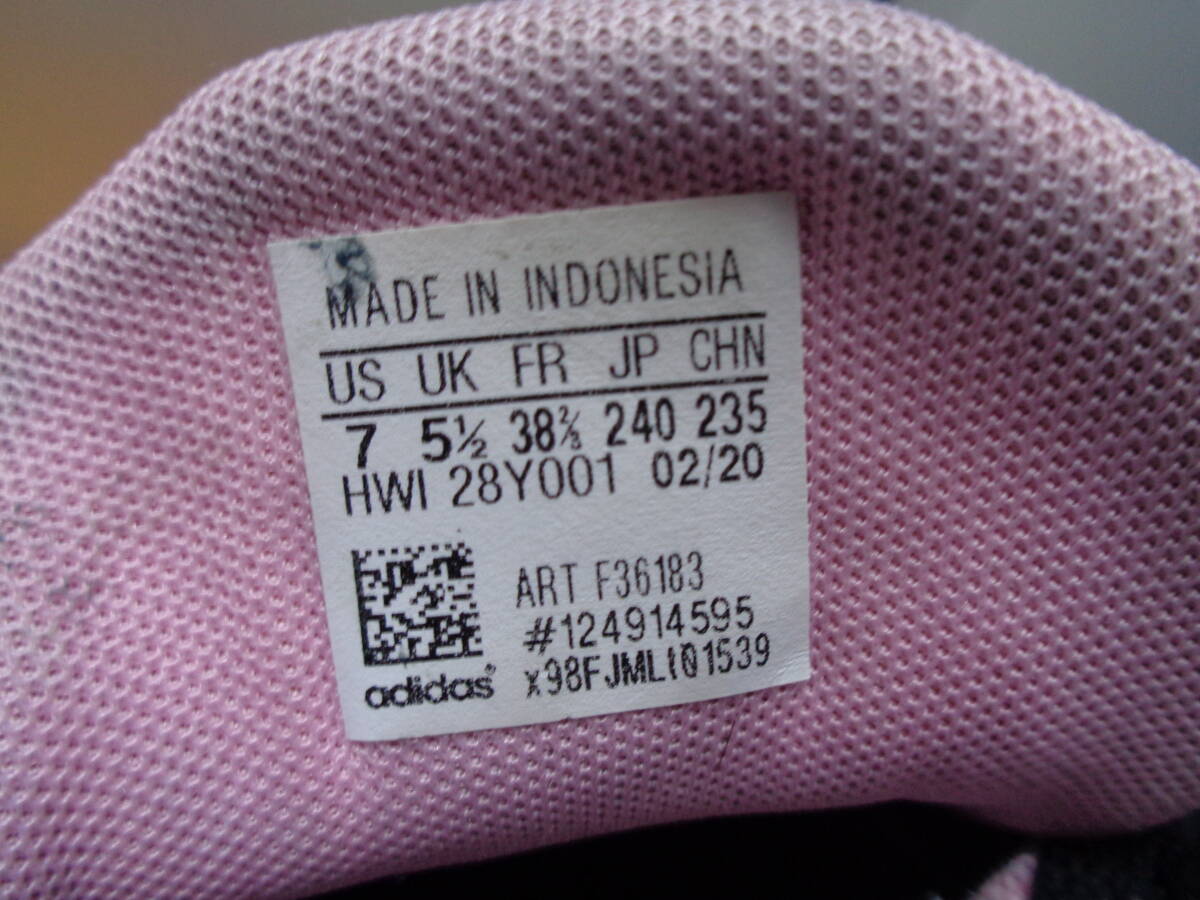 MADE IN INDONESIA
US UK FR JP CHN
7 5½ 38⅔ 240 235
HWI 28Y001 02/20
ART F36183
#124914595
adidas®